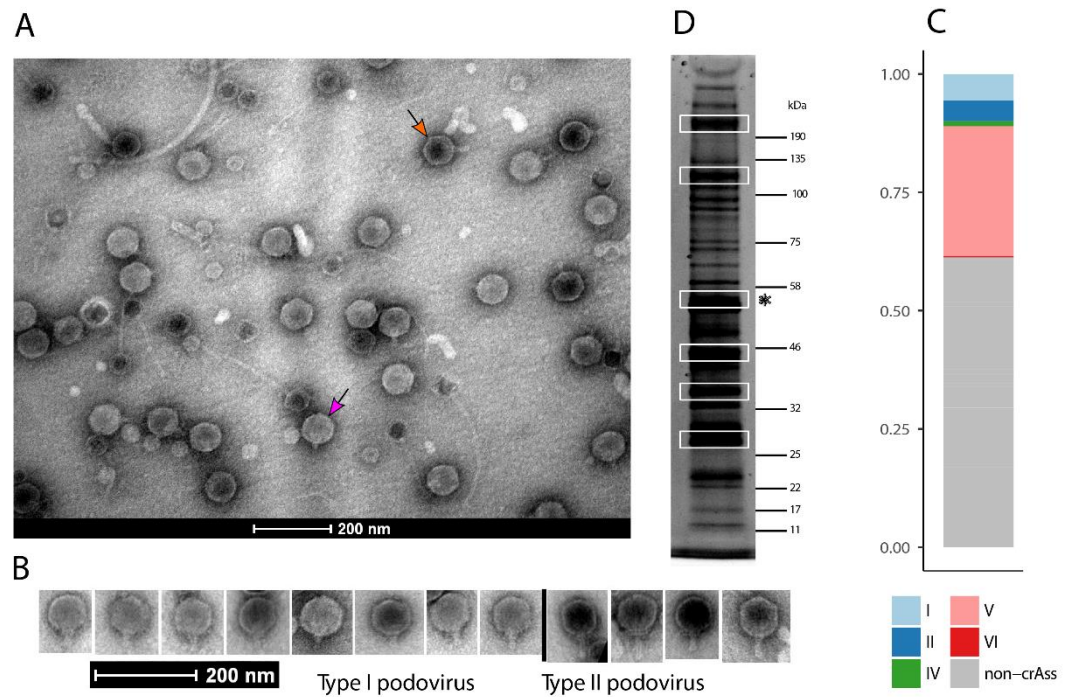 A
200 nm
B
200 nm
Type I podovirus
Type II podovirus
D
kDa
190
135
100
75
58
*
46
32
25
22
17
11
C
1.00
0.75
0.50
0.25
0.00
I
II
IV
V
VI
non-crAss